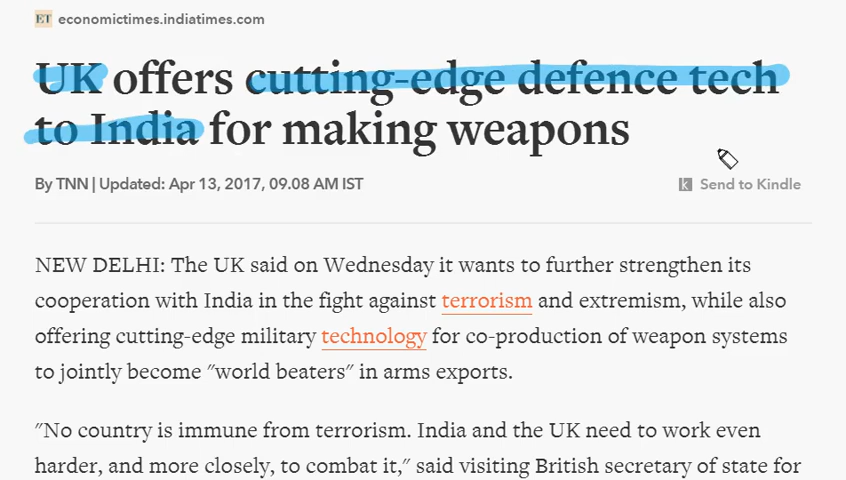 ET economictimes.indiatimes.com
UK offers cutting-edge defence tech
to India for making weapons
By TNN | Updated: Apr 13, 2017, 09.08 AM IST
k Send to Kindle
NEW DELHI: The UK said on Wednesday it wants to further strengthen its
cooperation with India in the fight against terrorism and extremism, while also
offering cutting-edge military technology for co-production of weapon systems
to jointly become "world beaters" in arms exports.
"No country is immune from terrorism. India and the UK need to work even
harder, and more closely, to combat it," said visiting British secretary of state for